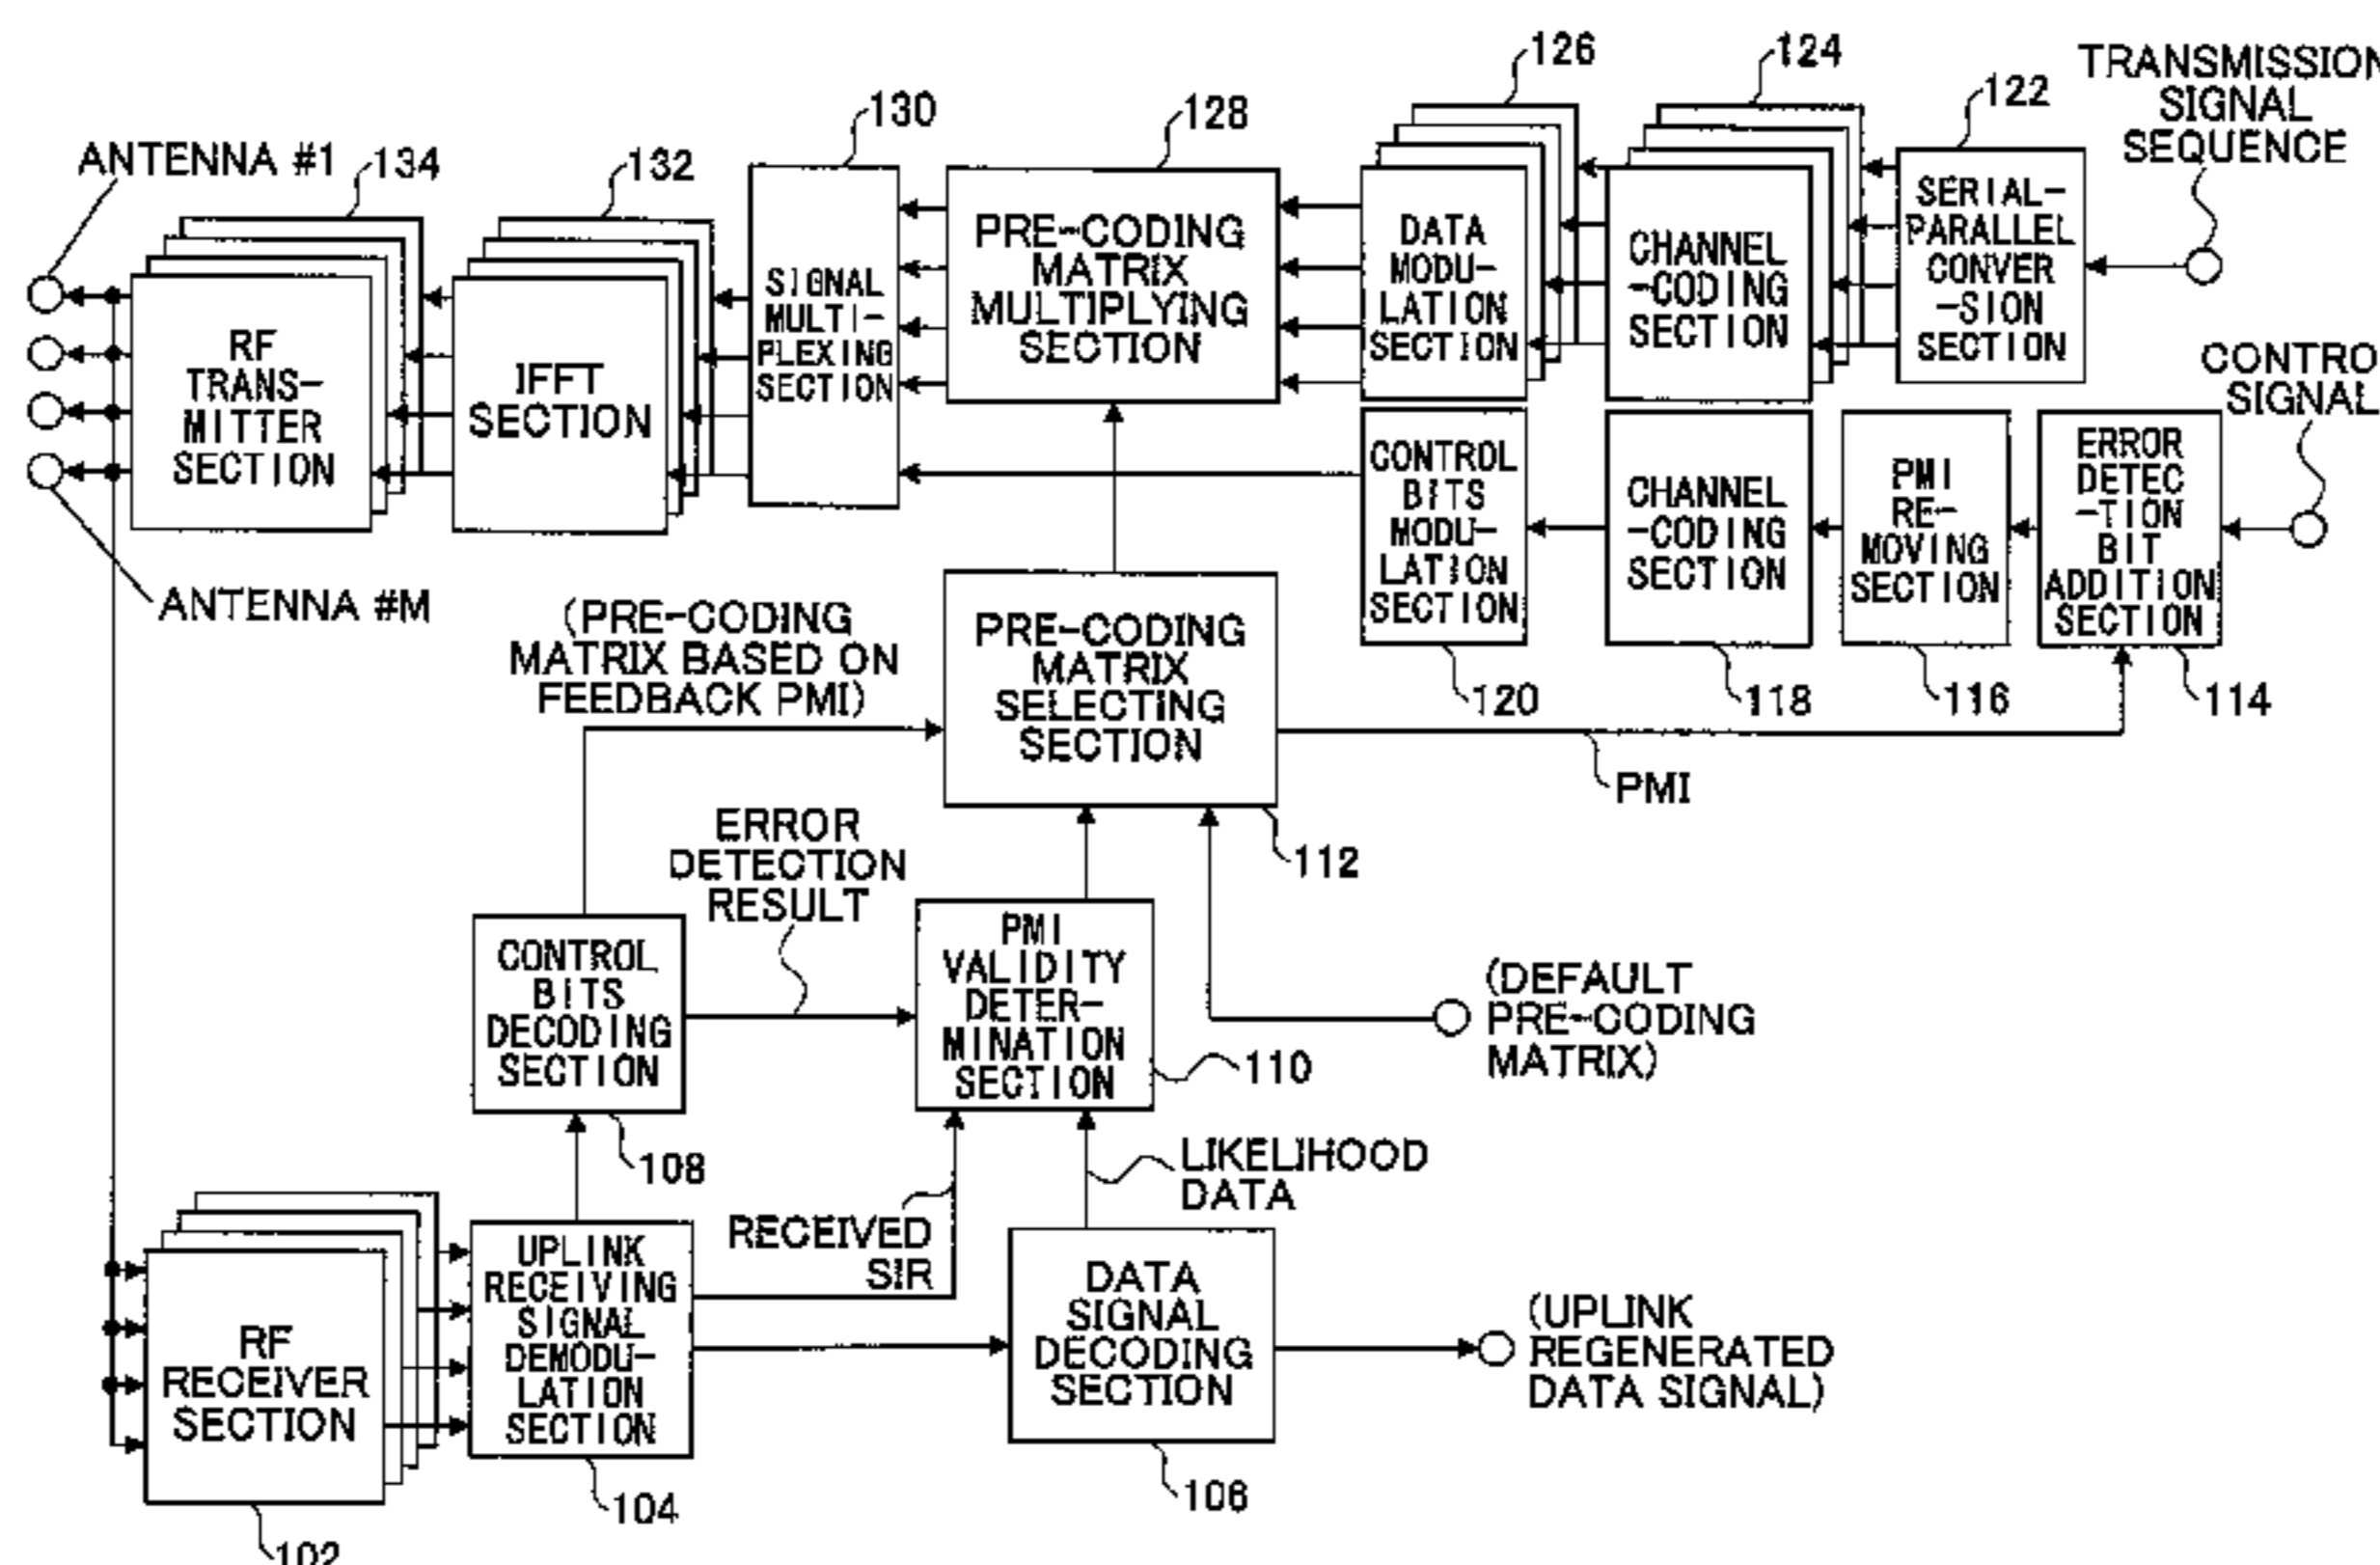 126
124
TRANSMISSION
SIGNAL
SEQUENCE
122
130
128
ANTENNA #1
134
132
SERIAL-
PARALLEL
CONVER
-SION
SECTION
CHANNEL
-CODING
SECTION
DATA
MODU-
LATION
SECTION
PRE-CODING
MATRIX
MULTIPLYING
SECTION
SIGNAL
MULTI-
PLEXING
SECTION
IFFT
SECTION
RF
TRANS-
MITTER
SECTION
CONTRO
SIGNAL
ERROR
DETEC
-TION
BIT
ADDITION
SECTION
PMI
RE-
MOVING
SECTION
CHANNEL
-CODING
SECTION
CONTROL
BITS
MODU-
LATION
SECTION
ANTENNA #M
(PRE-CODING
MATRIX BASED ON
FEEDBACK PMI)
PRE-CODING
MATRIX
SELECTING
SECTION
120
118
116
114
PMI
112
ERROR
DETECTION
RESULT
CONTROL
BITS
DECODING
SECTION
PMI
VALIDITY
DETER-
MINATION
SECTION
110
(DEFAULT
PRE-CODING
MATRIX)
108
LIKELIHOOD
DATA
RECEIVED
SIR
RF
RECEIVER
SECTION
UPLINK
RECEIVING
SIGNAL
DEMODU-
LATION
SECTION
DATA
SIGNAL
DECODING
SECTION
(UPLINK
REGENERATED
DATA SIGNAL)
102
104
106